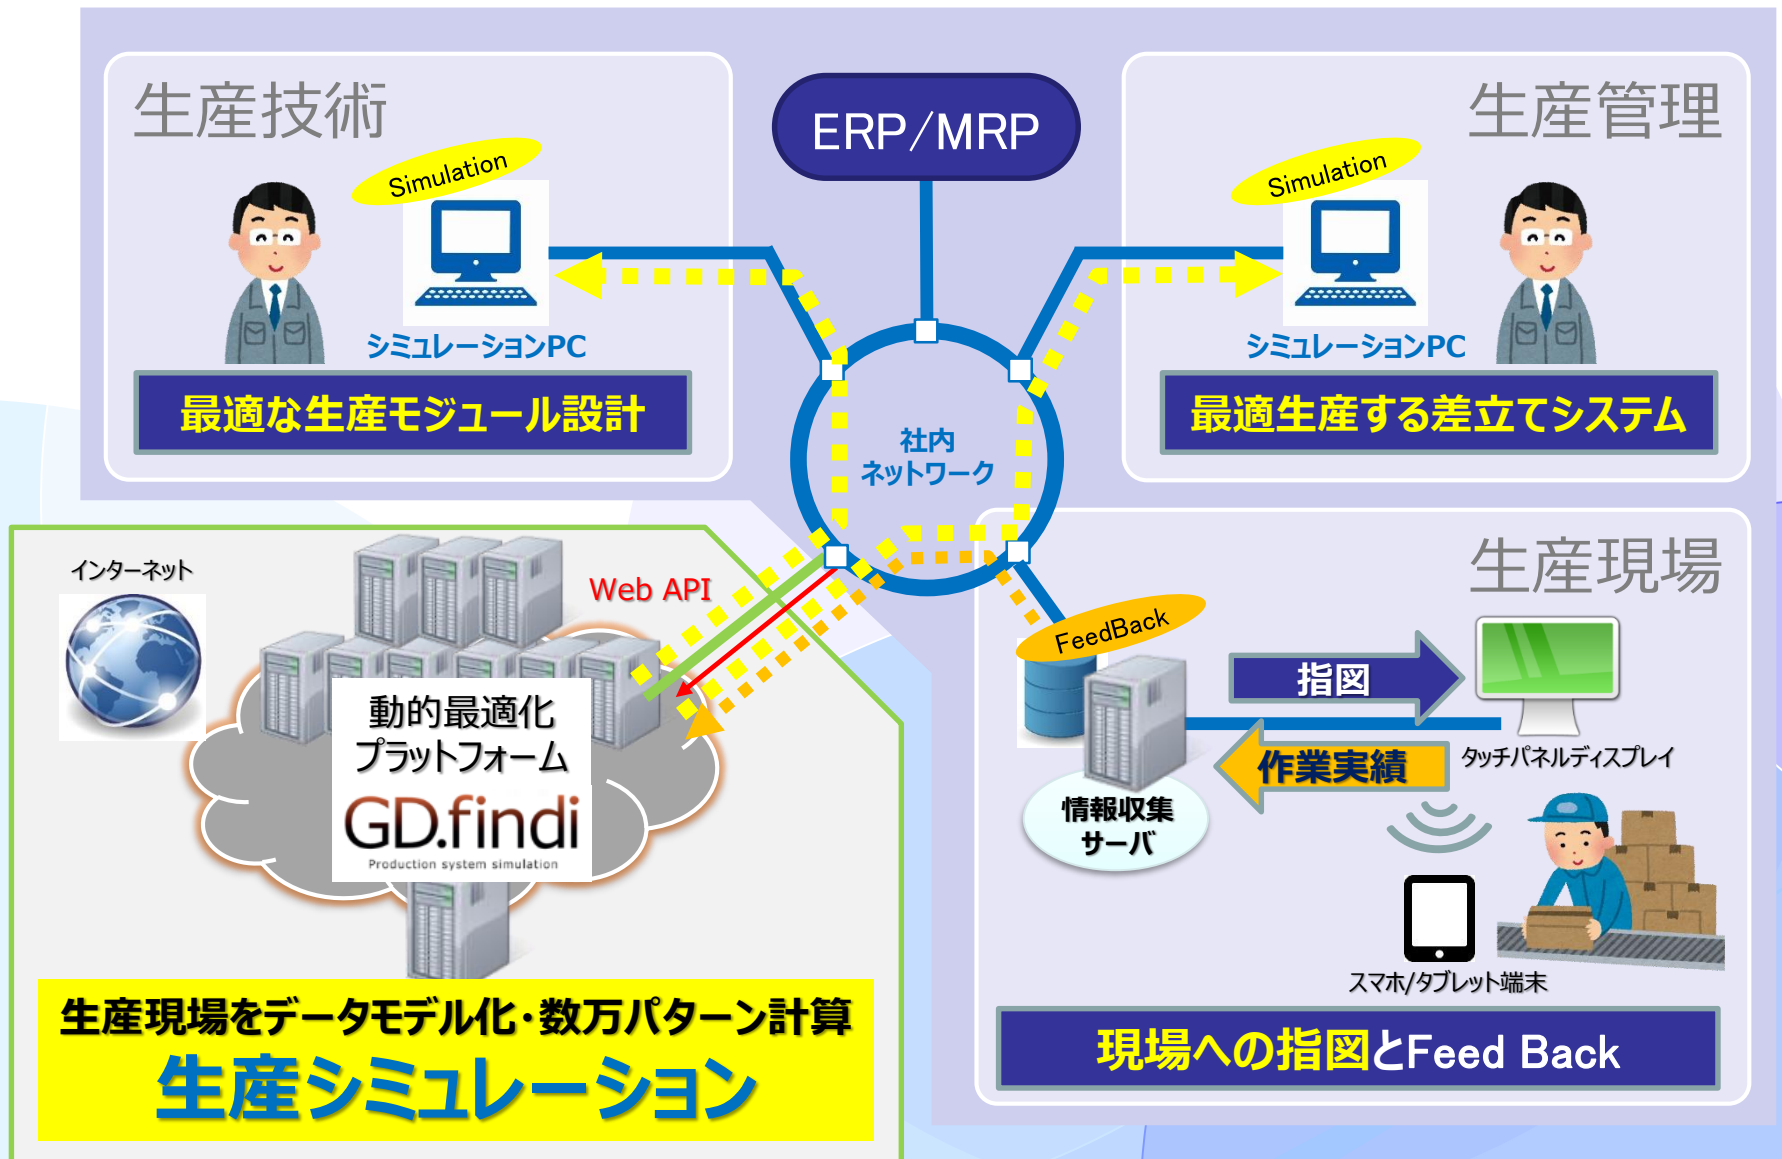 生産技術
Simulation
シミュレーションPC
最適な生産モジュール設計
ERP/MRP
生産管理
Simulation
シミュレーションPC
最適生産する差立てシステム
社内
ネットワーク
インターネット
Web API
動的最適化
プラットフォーム
GD.findi
Production system simulation
生産現場をデータモデル化・数万パターン計算
生産シミュレーション
生産現場
FeedBack
指図
作業実績
タッチパネルディスプレイ
情報収集
サーバ
スマホ/タブレット端末
現場への指図とFeed Back